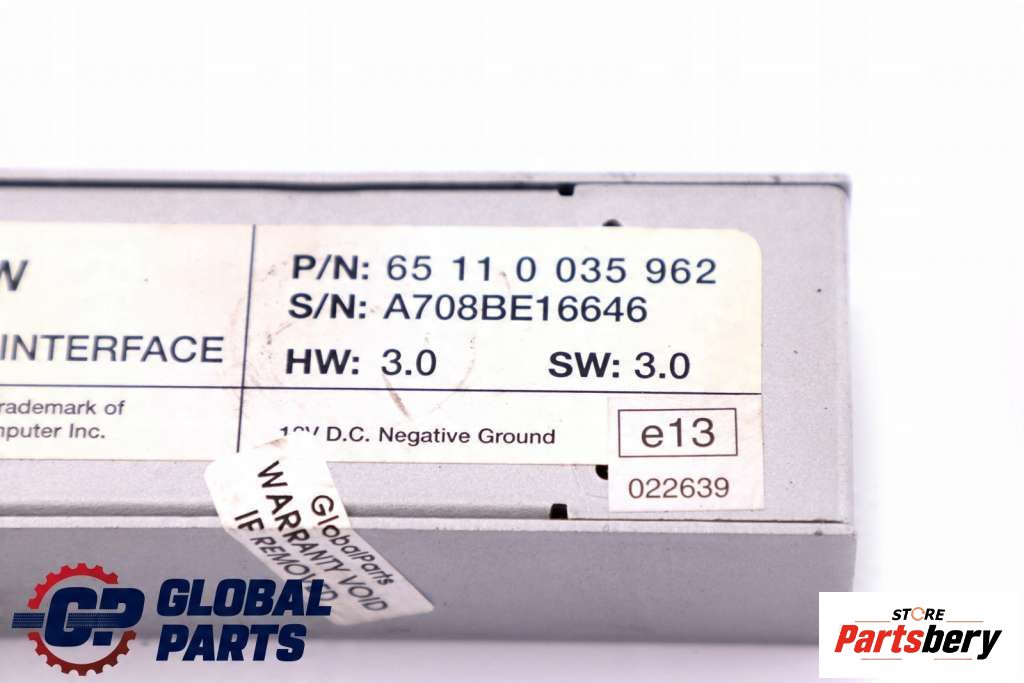 W
INTERFACE
rademark of
mputer Inc.
P/N: 65 11 0 035 962
S/N: A708BE16646
HW: 3.0 SW: 3.0
V D.C. Negative Ground
e13
022639
GlobalParts
WARRANTY VOID
IF REMOVED
GP GLOBAL
PARTS
STORE
Partsbery